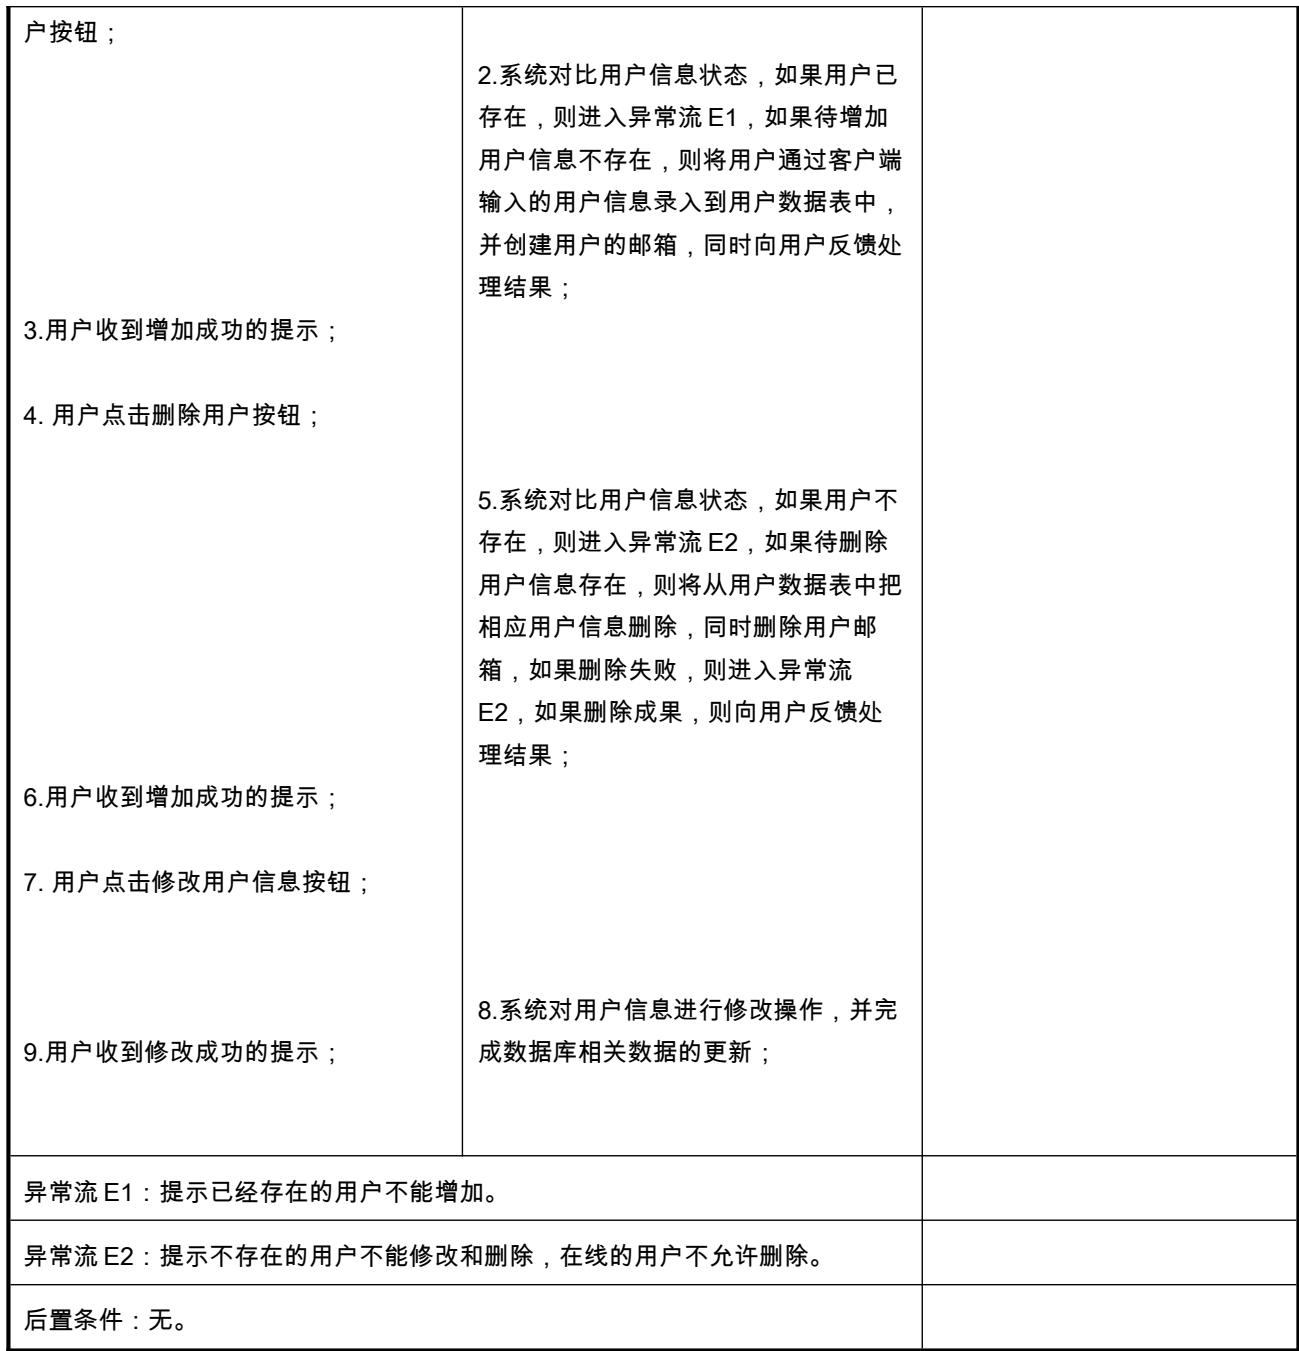 户按钮；
2.系统对比用户信息状态，如果用户已
存在，则进入异常流 E1，如果待增加
用户信息不存在，则将用户通过客户端
输入的用户信息录入到用户数据表中，
并创建用户的邮箱，同时向用户反馈处
理结果；
3.用户收到增加成功的提示；
4. 用户点击删除用户按钮；
5.系统对比用户信息状态，如果用户不
存在，则进入异常流 E2，如果待删除
用户信息存在，则将从用户数据表中把
相应用户信息删除，同时删除用户邮
箱，如果删除失败，则进入异常流
E2，如果删除成果，则向用户反馈处
理结果；
6.用户收到增加成功的提示；
7. 用户点击修改用户信息按钮；
8.系统对用户信息进行修改操作，并完
成数据库相关数据的更新；
9.用户收到修改成功的提示；
异常流 E1：提示已经存在的用户不能增加。
异常流 E2：提示不存在的用户不能修改和删除，在线的用户不允许删除。
后置条件：无。